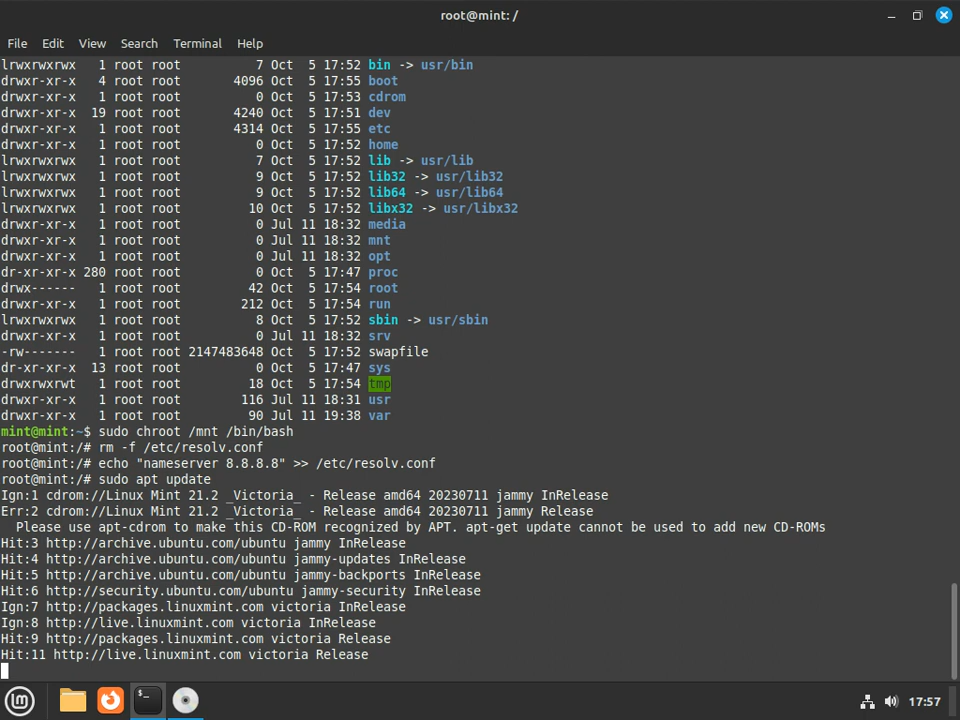 root@mint: /
File Edit View Search Terminal Help
lrwxrwxrwx 1 root root 7 Oct 5 17:52 bin -> usr/bin
drwxr-xr-x 4 root root 4096 Oct 5 17:55 boot
drwxr-xr-x 1 root root 0 Oct 5 17:53 cdrom
drwxr-xr-x 19 root root 4240 Oct 5 17:51 dev
drwxr-xr-x 1 root root 4314 Oct 5 17:55 etc
drwxr-xr-x 1 root root 0 Oct 5 17:52 home
lrwxrwxrwx 1 root root 7 Oct 5 17:52 lib -> usr/lib
lrwxrwxrwx 1 root root 9 Oct 5 17:52 lib32 -> usr/lib32
lrwxrwxrwx 1 root root 9 Oct 5 17:52 lib64 -> usr/lib64
lrwxrwxrwx 1 root root 10 Oct 5 17:52 libx32 -> usr/libx32
drwxr-xr-x 1 root root 0 Jul 11 18:32 media
drwxr-xr-x 1 root root 0 Jul 11 18:32 mnt
drwxr-xr-x 1 root root 0 Jul 11 18:32 opt
dr-xr-xr-x 280 root root 0 Oct 5 17:47 proc
drwx------ 1 root root 42 Oct 5 17:54 root
drwxr-xr-x 1 root root 212 Oct 5 17:54 run
lrwxrwxrwx 1 root root 8 Oct 5 17:52 sbin -> usr/sbin
drwxr-xr-x 1 root root 0 Jul 11 18:32 srv
-rw------- 1 root root 2147483648 Oct 5 17:52 swapfile
dr-xr-xr-x 13 root root 0 Oct 5 17:47 sys
drwxrwxrwt 1 root root 18 Oct 5 17:54 tmp
drwxr-xr-x 1 root root 116 Jul 11 18:31 usr
drwxr-xr-x 1 root root 90 Jul 11 19:38 var
mint@mint:~$ sudo chroot /mnt /bin/bash
root@mint:/# rm -f /etc/resolv.conf
root@mint:/# echo "nameserver 8.8.8.8" >> /etc/resolv.conf
root@mint:/# sudo apt update
Ign:1 cdrom://Linux Mint 21.2 _Victoria_ - Release amd64 20230711 jammy InRelease
Err:2 cdrom://Linux Mint 21.2 _Victoria_ - Release amd64 20230711 jammy Release
Please use apt-cdrom to make this CD-ROM recognized by APT. apt-get update cannot be used to add new CD-ROMs
Hit:3 http://archive.ubuntu.com/ubuntu jammy InRelease
Hit:4 http://archive.ubuntu.com/ubuntu jammy-updates InRelease
Hit:5 http://archive.ubuntu.com/ubuntu jammy-backports InRelease
Hit:6 http://security.ubuntu.com/ubuntu jammy-security InRelease
Ign:7 http://packages.linuxmint.com victoria InRelease
Ign:8 http://live.linuxmint.com victoria InRelease
Hit:9 http://packages.linuxmint.com victoria Release
Hit:11 http://live.linuxmint.com victoria Release
17:57